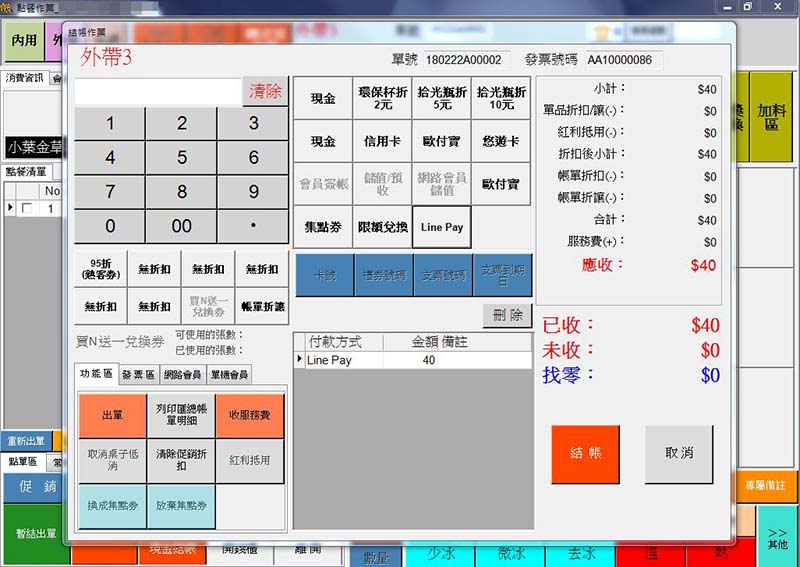 點餐作業_
內用
外
消費資訊
小葉金草
點餐清單
No
1
重新出單
點單區
促 銷
暫結出單
結帳作業
外帶3
單號 180222A00002 發票號碼 AA10000086
清除
1 2 3
4 5 6
7 8 9
0 00 .
現金 環保杯折2元 拾光瓶折5元 拾光瓶折10元
現金 信用卡 歐付寶 悠遊卡
會員簽帳 儲值/預收 網路會員儲值 歐付寶
集點券 限額兌換 Line Pay
卡號 禮券號碼 支票號碼 支票到期日
刪 除
95折(熟客券) 無折扣 無折扣 無折扣
無折扣 無折扣 買N送一兌換券 帳單折讓
買N送一兌換券
可使用的張數：
已使用的張數：
功能區 發票區 網路會員 單機會員
出單 列印匯總帳單明細 收服務費
取消桌子低消 清除促銷折扣 紅利抵用
換成集點券 放棄集點券
付款方式 金額 備註
Line Pay 40
小計： $40
單品折扣/讓(-)： $0
紅利抵用(-)： $0
折扣後小計： $40
帳單折扣(-)： $0
帳單折讓(-)： $0
合計： $40
服務費(+)： $0
應收： $40
已收： $40
未收： $0
找零： $0
結 帳
取 消
加料區
專屬備註
>>
其他
現金結帳 開錢櫃 離 開
數量 少冰 微冰 去冰 溫 熱